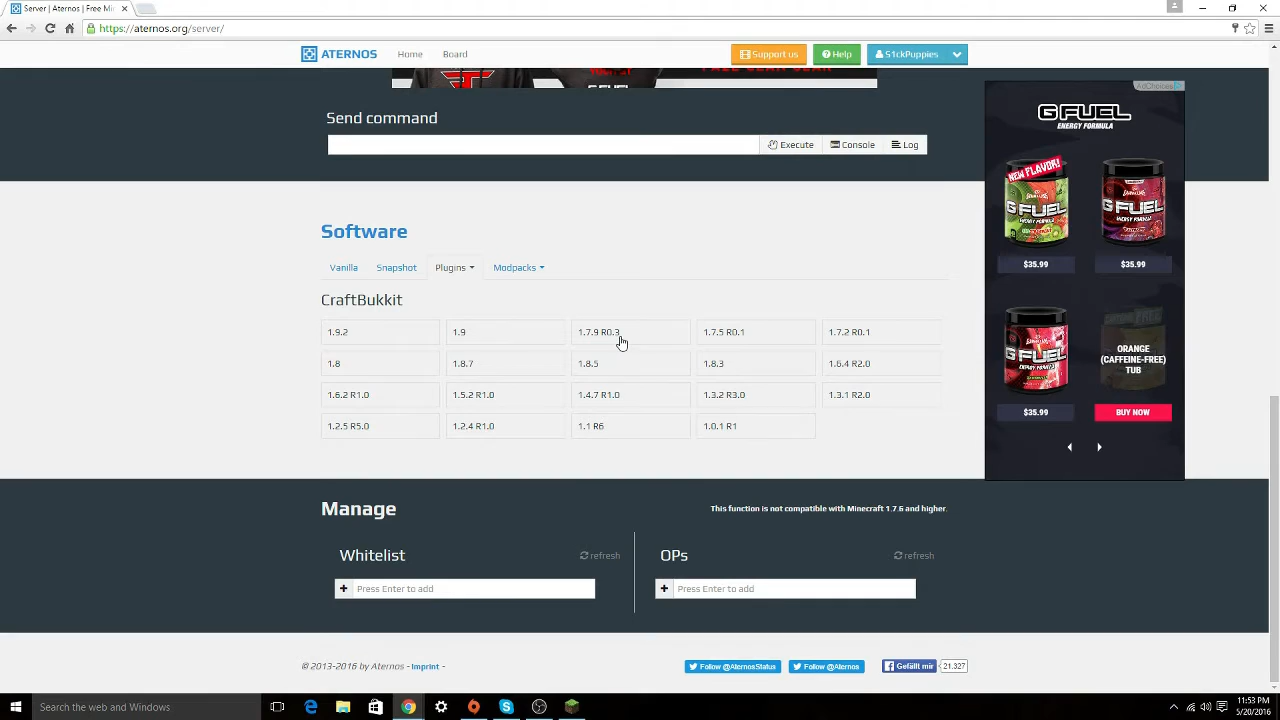 Server | Aternos | Free Mi
https://aternos.org/server/
ATERNOS
Home
Board
Support us
Help
S1ckPuppies
Send command
Execute
Console
Log
AdChoices
G FUEL
ENERGY FORMULA
NEW FLAVOR!
G FUEL
G FUEL
$35.99
$35.99
G FUEL
ORANGE
(CAFFEINE-FREE)
TUB
$35.99
BUY NOW
Software
Vanilla
Snapshot
Plugins
Modpacks
CraftBukkit
1.9.2
1.9
1.7.9 R0.3
1.7.5 R0.1
1.7.2 R0.1
1.8
1.8.7
1.8.5
1.8.3
1.6.4 R2.0
1.6.2 R1.0
1.5.2 R1.0
1.4.7 R1.0
1.3.2 R3.0
1.3.1 R2.0
1.2.5 R5.0
1.2.4 R1.0
1.1 R6
1.0.1 R1
Manage
This function is not compatible with Minecraft 1.7.6 and higher.
Whitelist
refresh
OPs
refresh
Press Enter to add
Press Enter to add
© 2013-2016 by Aternos - Imprint -
Follow @AternosStatus
Follow @Aternos
Gefällt mir
21.327
Search the web and Windows
11:53 PM
5/20/2016